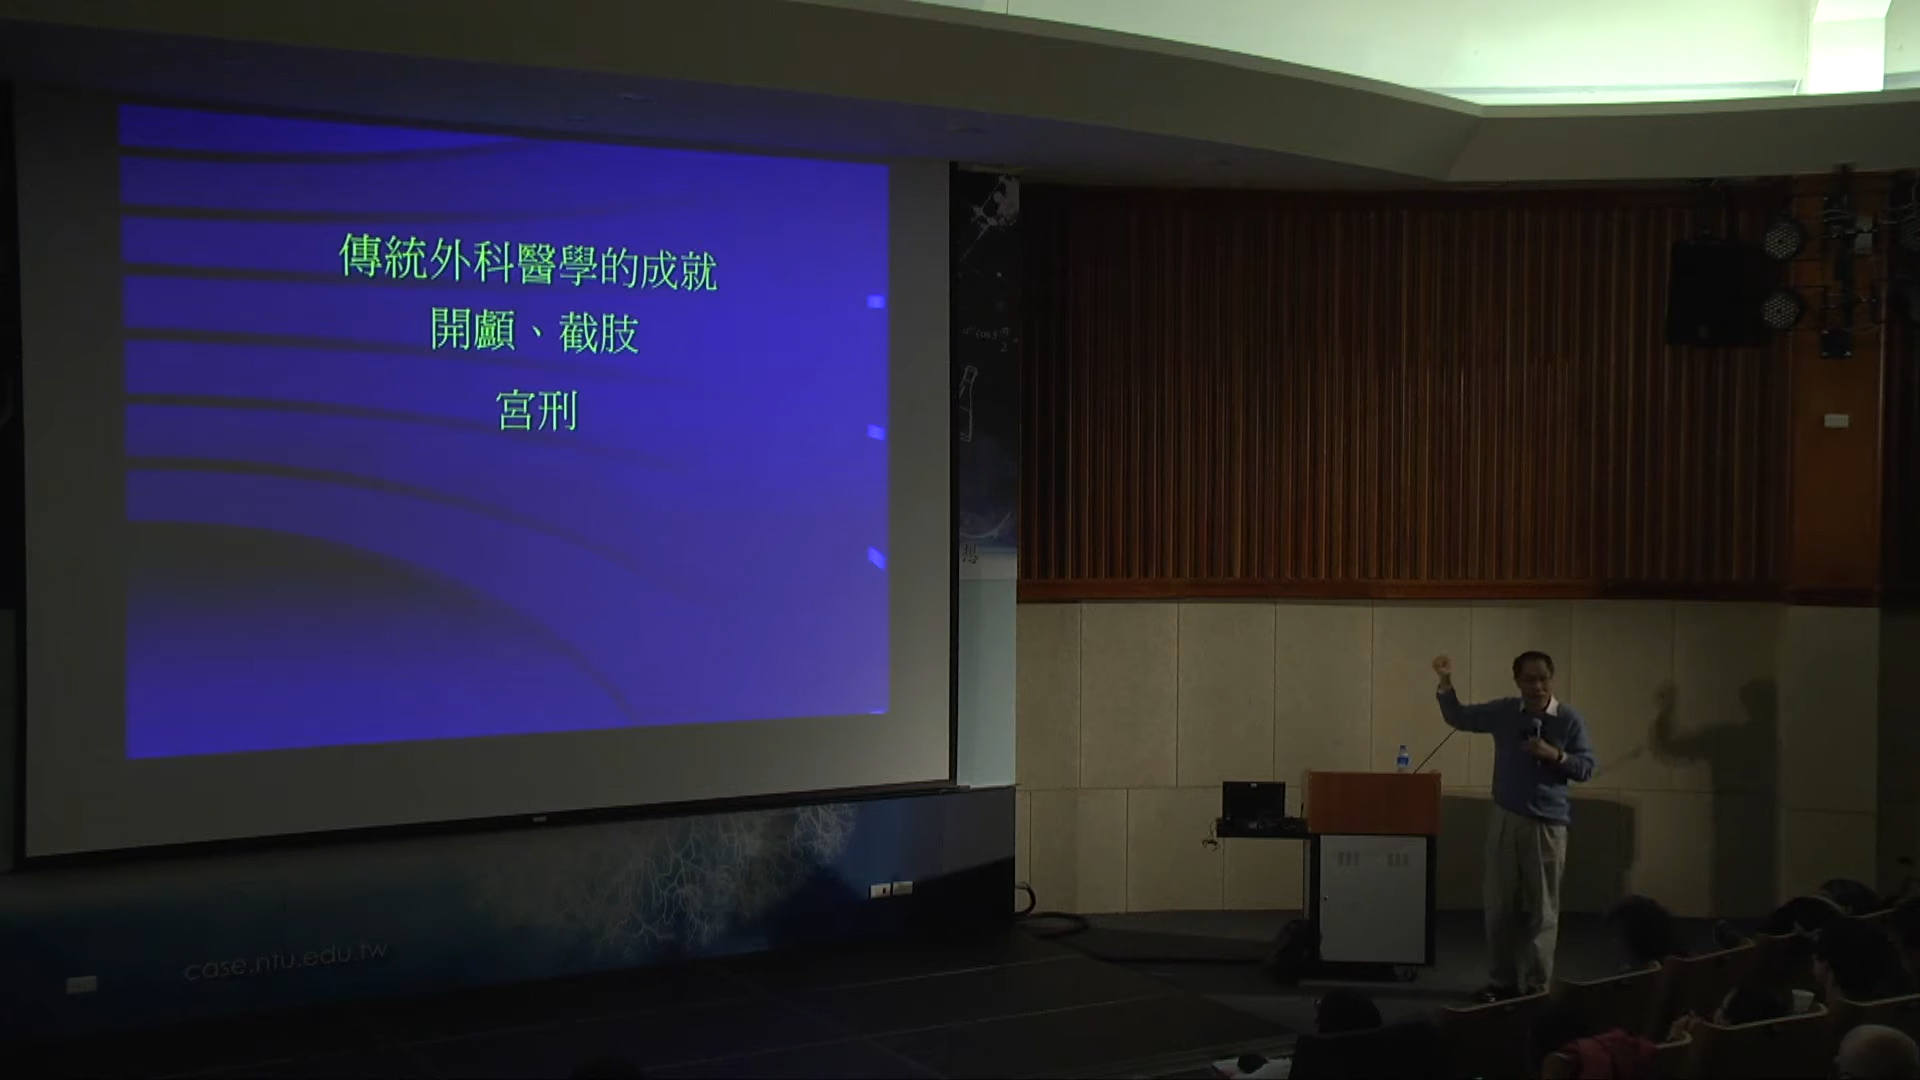 傳統外科醫學的成就
開顱、截肢
宮刑
想
case.ntu.edu.tw